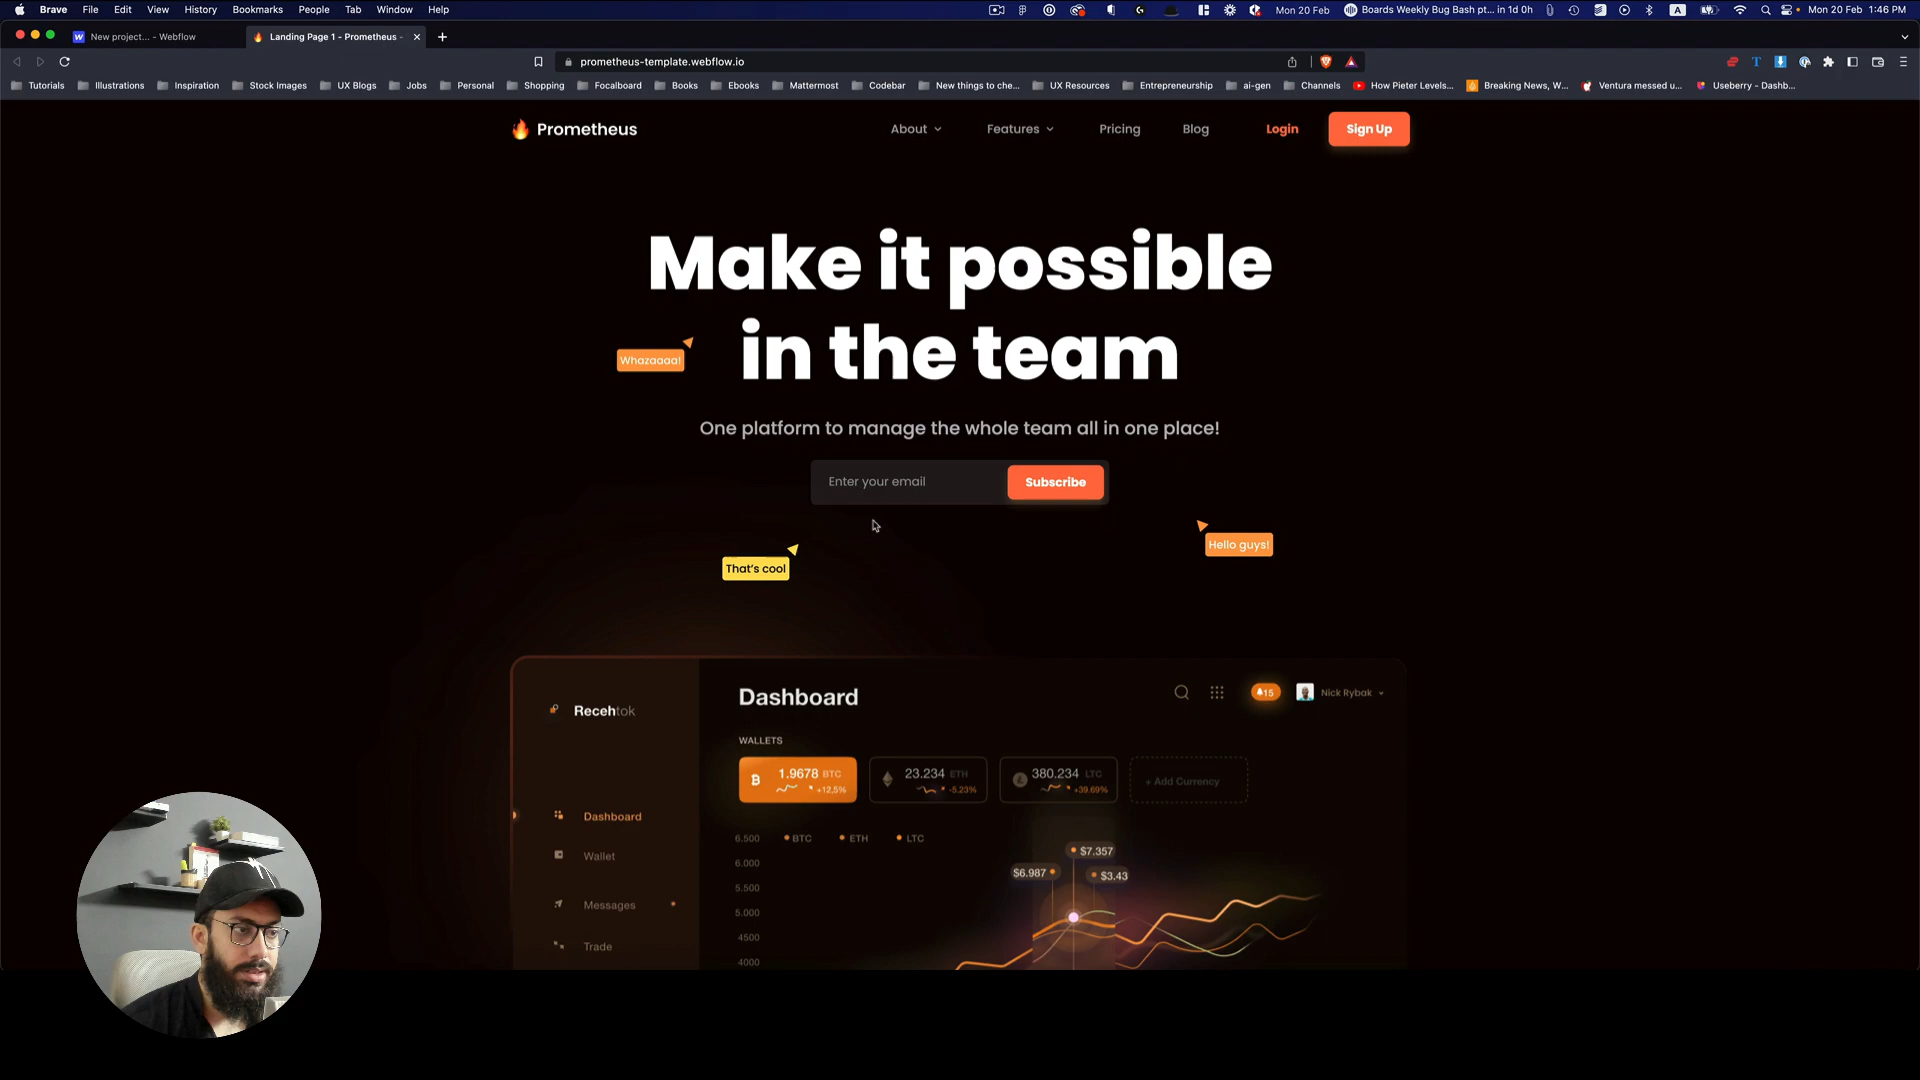 Brave File Edit View History Bookmarks People Tab Window Help Mon 20 Feb Boards Weekly Bug Bash pt... in 1d 0h A Mon 20 Feb 1:46 PM
New project... - Webflow Landing Page 1 - Prometheus -
prometheus-template.webflow.io
Tutorials Illustrations Inspiration Stock Images UX Blogs Jobs Personal Shopping Focalboard Books Ebooks Mattermost Codebar New things to che... UX Resources Entrepreneurship ai-gen Channels How Pieter Levels... Breaking News, W... Ventura messed u... Useberry - Dashb...
Prometheus About Features Pricing Blog Login Sign Up
Make it possible
in the team
Whazaaaa!
One platform to manage the whole team all in one place!
Enter your email Subscribe
Hello guys!
That's cool
Recehtok
Dashboard
Wallet
Messages
Trade
Dashboard 15 Nick Rybak
WALLETS
1.9678 BTC 23.234 ETH 380.234 LTC + Add Currency
+12,5% -5.23% +39.69%
6.500 BTC ETH LTC
6.000 $7.357
5.500 $6.987 $3.43
5.000
4500
4000